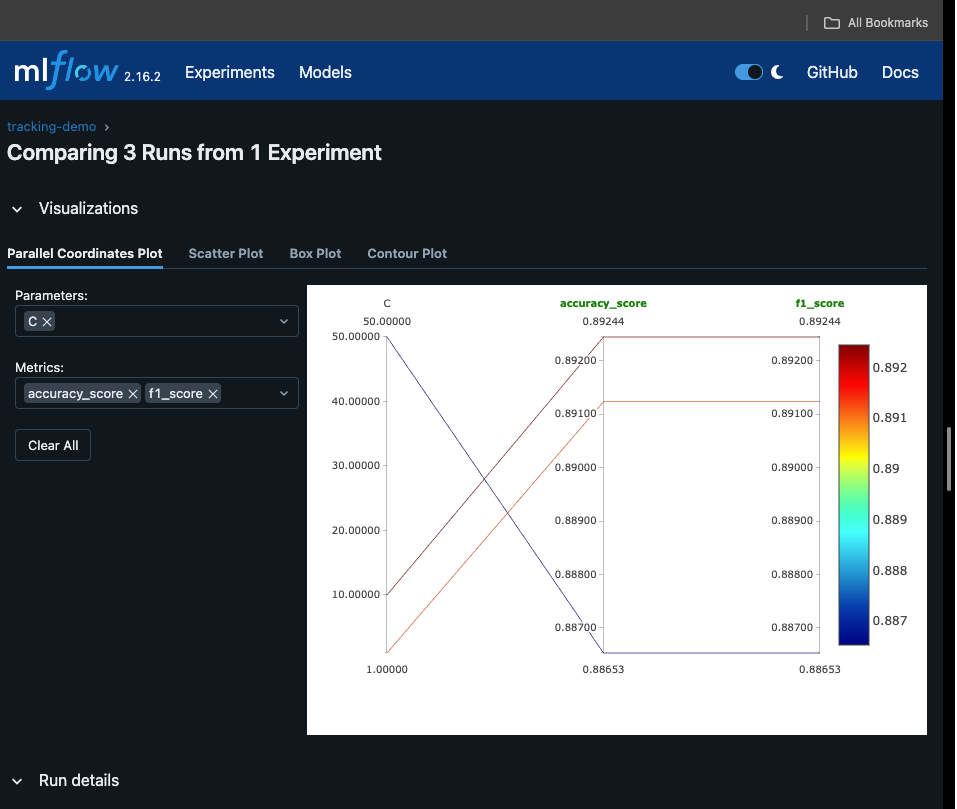 All Bookmarks
mlflow 2.16.2 Experiments Models GitHub Docs
tracking-demo ›
Comparing 3 Runs from 1 Experiment
Visualizations
Parallel Coordinates Plot Scatter Plot Box Plot Contour Plot
Parameters:
C
Metrics:
accuracy_score f1_score
Clear All
C accuracy_score f1_score
50.00000 0.89244 0.89244
50.00000
40.00000
30.00000
20.00000
10.00000
1.00000
0.89200
0.89100
0.89000
0.88900
0.88800
0.88700
0.88653
0.89200
0.89100
0.89000
0.88900
0.88800
0.88700
0.88653
0.892
0.891
0.89
0.889
0.888
0.887
Run details